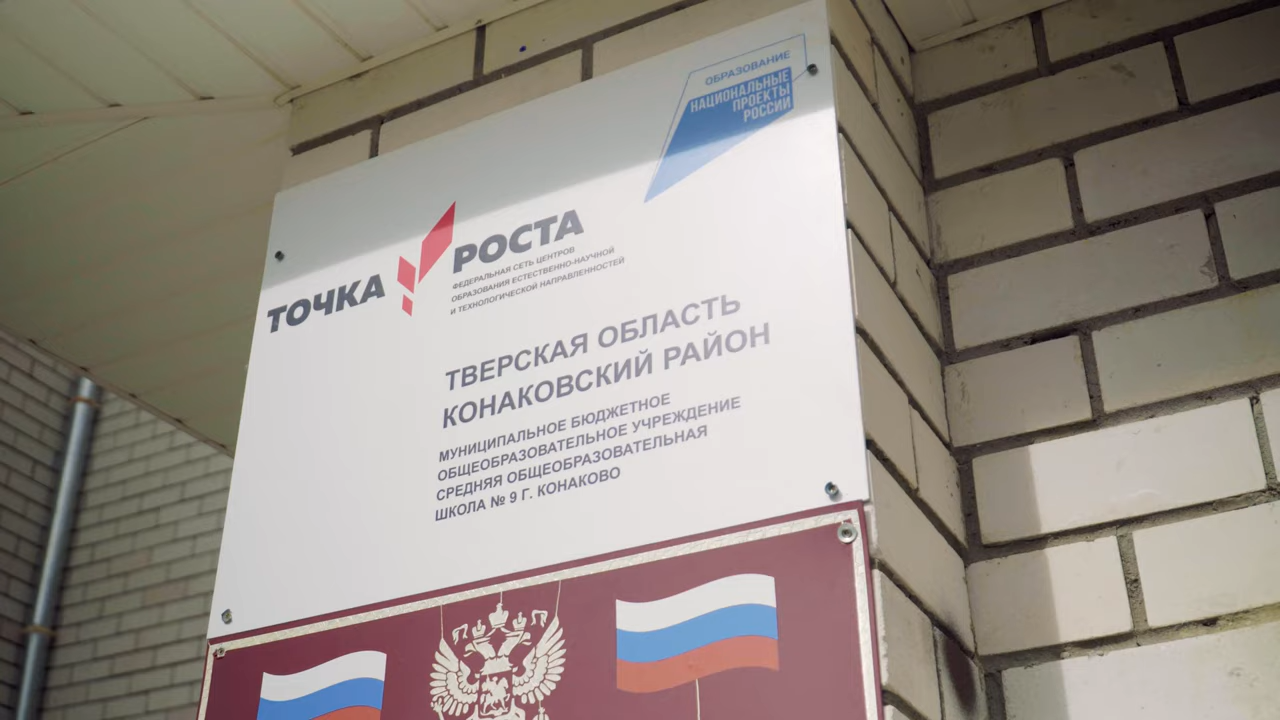 ОБРАЗОВАНИЕ
НАЦИОНАЛЬНЫЕ
ПРОЕКТЫ
РОССИИ
ТОЧКА РОСТА
ФЕДЕРАЛЬНАЯ СЕТЬ ЦЕНТРОВ
ОБРАЗОВАНИЯ ЕСТЕСТВЕННО-НАУЧНОЙ
И ТЕХНОЛОГИЧЕСКОЙ НАПРАВЛЕННОСТЕЙ
ТВЕРСКАЯ ОБЛАСТЬ
КОНАКОВСКИЙ РАЙОН
МУНИЦИПАЛЬНОЕ БЮДЖЕТНОЕ
ОБЩЕОБРАЗОВАТЕЛЬНОЕ УЧРЕЖДЕНИЕ
СРЕДНЯЯ ОБЩЕОБРАЗОВАТЕЛЬНАЯ
ШКОЛА № 9 Г. КОНАКОВО